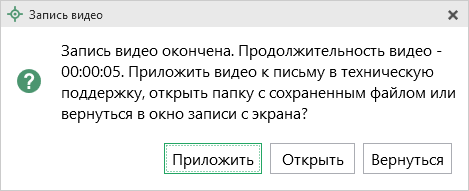 Запись видео
Запись видео окончена. Продолжительность видео -
00:00:05. Приложить видео к письму в техническую
поддержку, открыть папку с сохраненным файлом или
вернуться в окно записи с экрана?
Приложить Открыть Вернуться